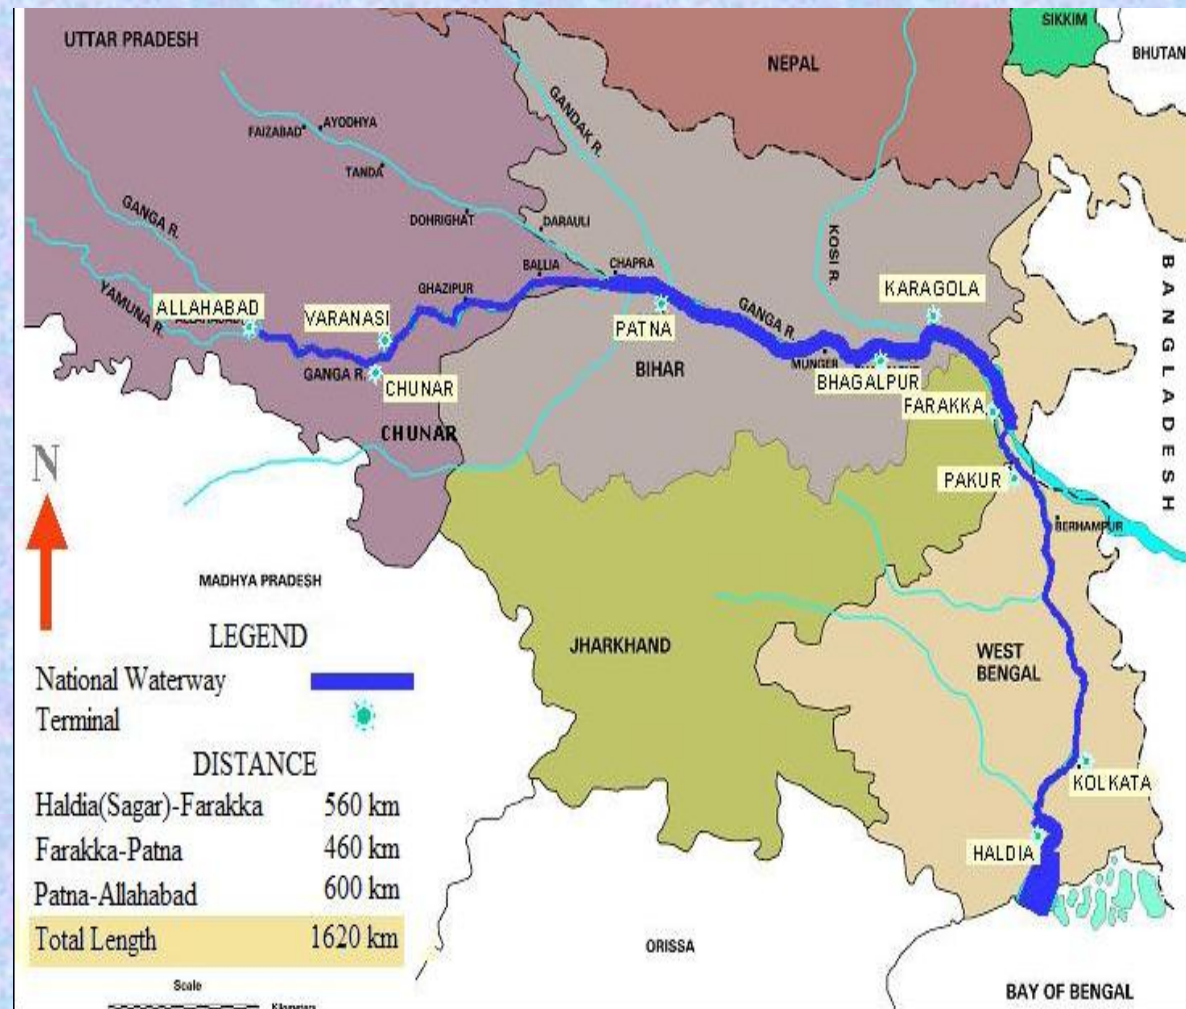 SIKKIM
UTTAR PRADESH
BHUTAN
NEPAL
GANDAK R.
FAIZABAD
AYODHYA
TANDA
GANGA R.
DOHRIGHAT
DARAULI
KOSI R.
BANGLADESH
BALLIA
CHAPRA
GHAZIPUR
KARAGOLA
YAMUNA R.
ALLAHABAD
VARANASI
PATNA
GANGA R.
MUNGER
BIHAR
GANGA R.
CHUNAR
BHAGALPUR
FARAKKA
CHUNAR
N
PAKUR
BERHAMPUR
MADHYA PRADESH
LEGEND
National Waterway
Terminal
JHARKHAND
WEST
BENGAL
DISTANCE
Haldia(Sagar)-Farakka 560 km
Farakka-Patna 460 km
Patna-Allahabad 600 km
Total Length 1620 km
KOLKATA
HALDIA
ORISSA
Scale
BAY OF BENGAL